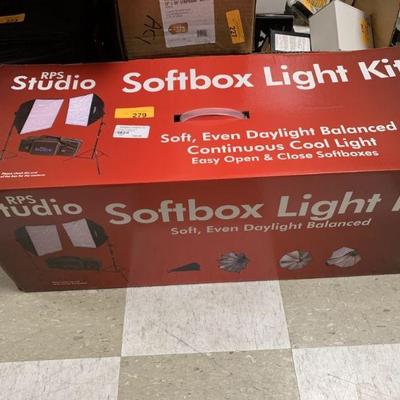 RPS
Studio
Softbox Light Kit
279
Soft, Even Daylight Balanced
Continuous Cool Light
Easy Open & Close Softboxes
RPS
Studio
Softbox Light
Soft, Even Daylight Balanced
277